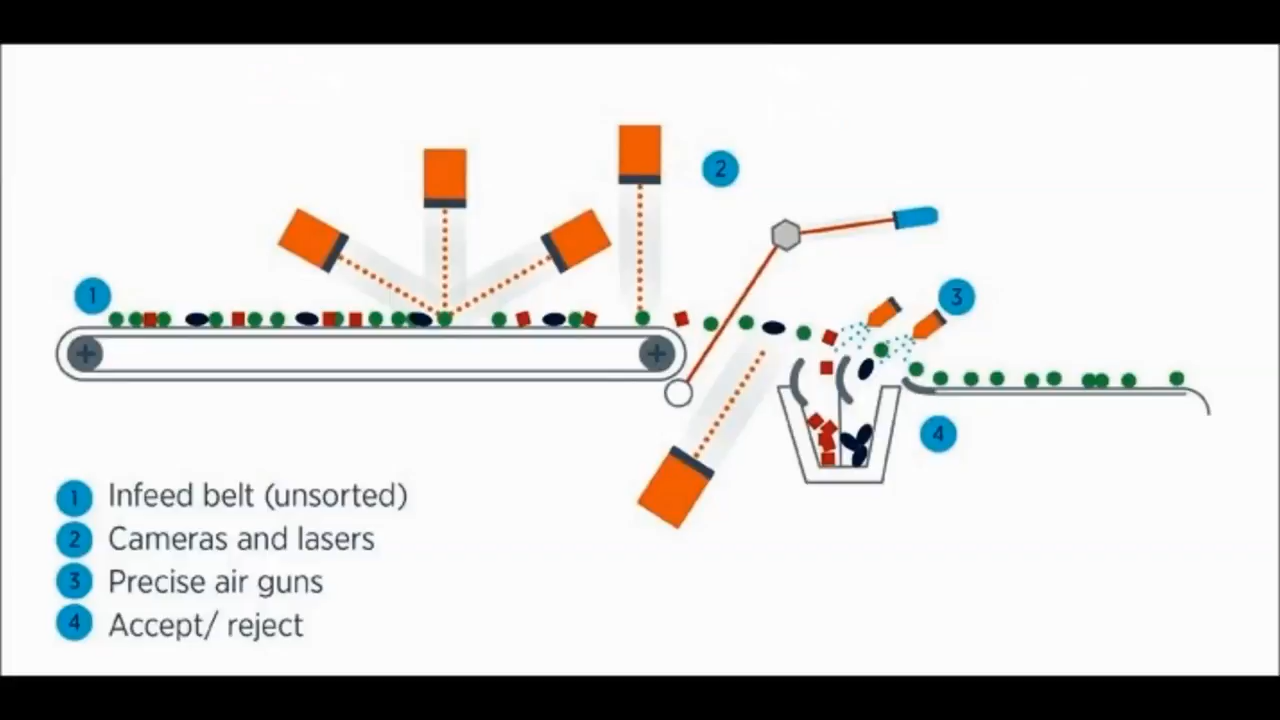 2
1
3
4
1 Infeed belt (unsorted)
2 Cameras and lasers
3 Precise air guns
4 Accept/ reject